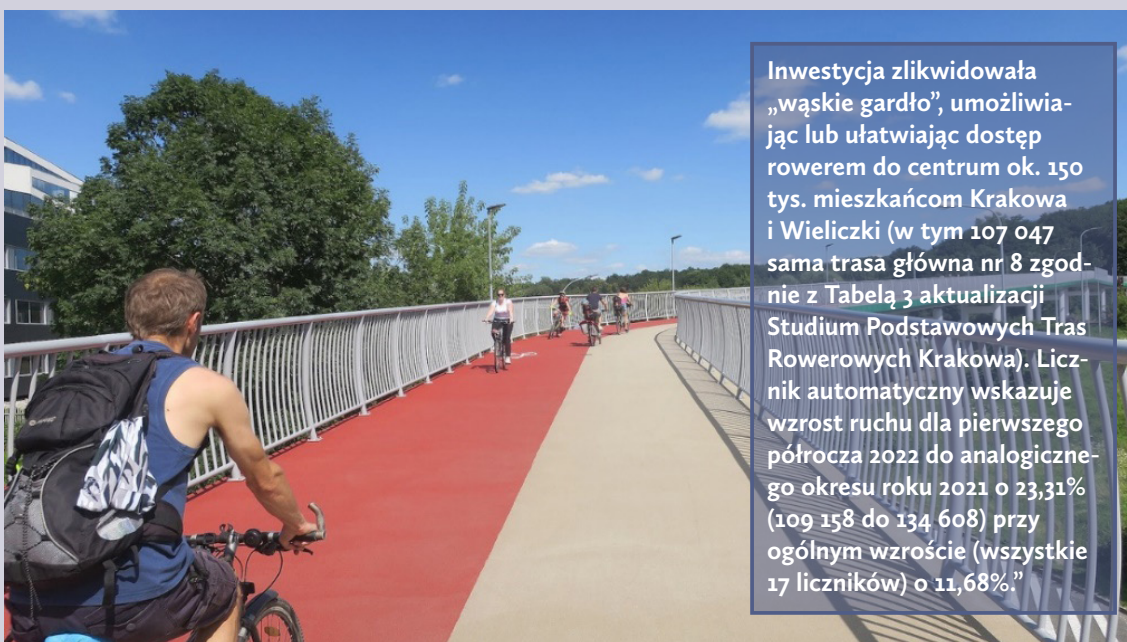 Inwestycja zlikwidowała
„wąskie gardło”, umożliwia-
jąc lub ułatwiając dostęp
rowerem do centrum ok. 150
tys. mieszkańcom Krakowa
i Wieliczki (w tym 107 047
sama trasa główna nr 8 zgod-
nie z Tabelą 3 aktualizacji
Studium Podstawowych Tras
Rowerowych Krakowa). Licz-
nik automatyczny wskazuje
wzrost ruchu dla pierwszego
półrocza 2022 do analogiczne-
go okresu roku 2021 o 23,31%
(109 158 do 134 608) przy
ogólnym wzroście (wszystkie
17 liczników) o 11,68%.”